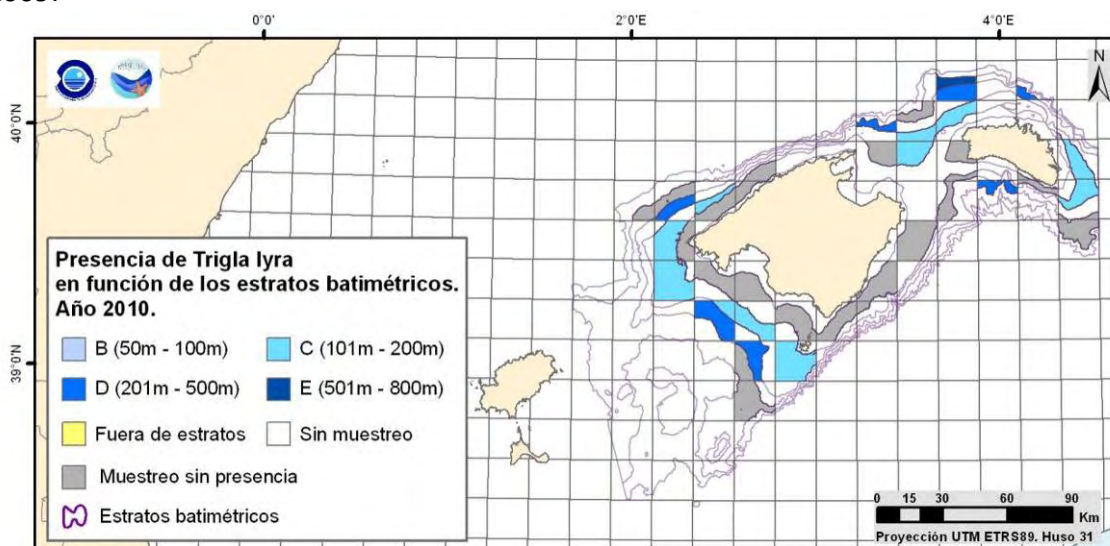 0°0' 2°0'E 4°0'E
N
40°0'N
39°0'N
Presencia de Trigla lyra
en función de los estratos batimétricos.
Año 2010.
B (50m - 100m) C (101m - 200m)
D (201m - 500m) E (501m - 800m)
Fuera de estratos Sin muestreo
Muestreo sin presencia
Estratos batimétricos
0 15 30 60 90
Km
Proyección UTM ETRS89. Huso 31